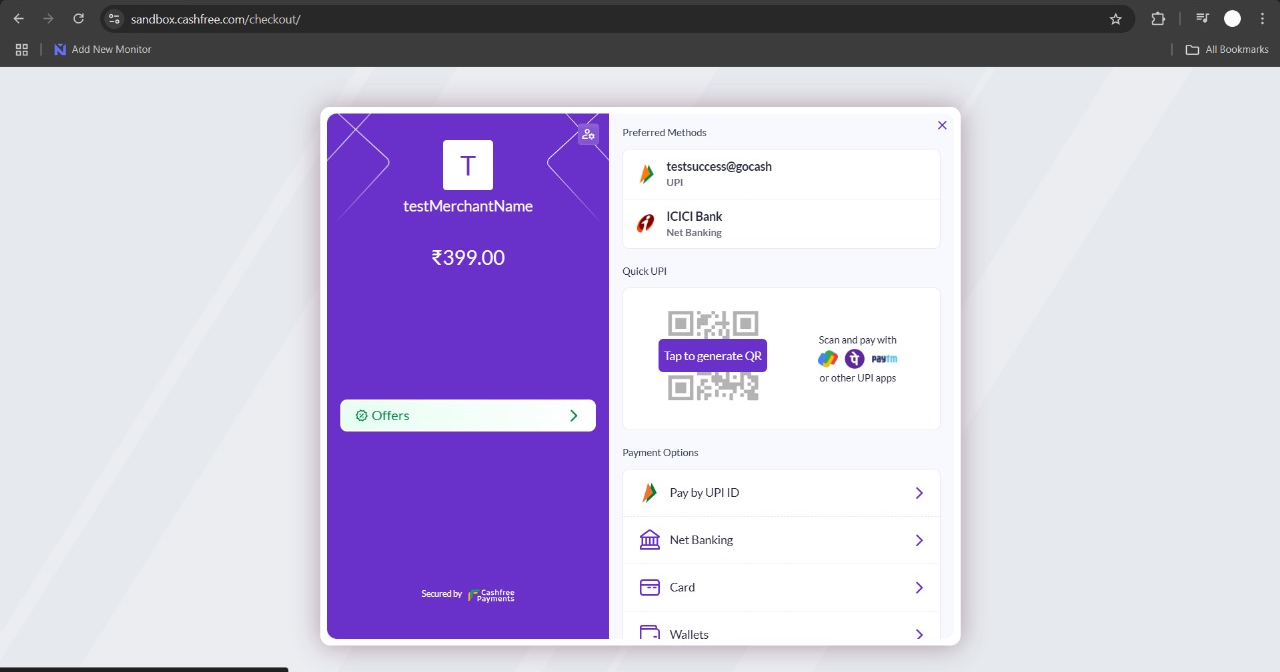 sandbox.cashfree.com/checkout/
Add New Monitor
All Bookmarks
T
testMerchantName
₹399.00
Offers
Secured by Cashfree Payments
Preferred Methods
testsuccess@gocash
UPI
ICICI Bank
Net Banking
Quick UPI
Tap to generate QR
Scan and pay with
paytm
or other UPI apps
Payment Options
Pay by UPI ID
Net Banking
Card
Wallets